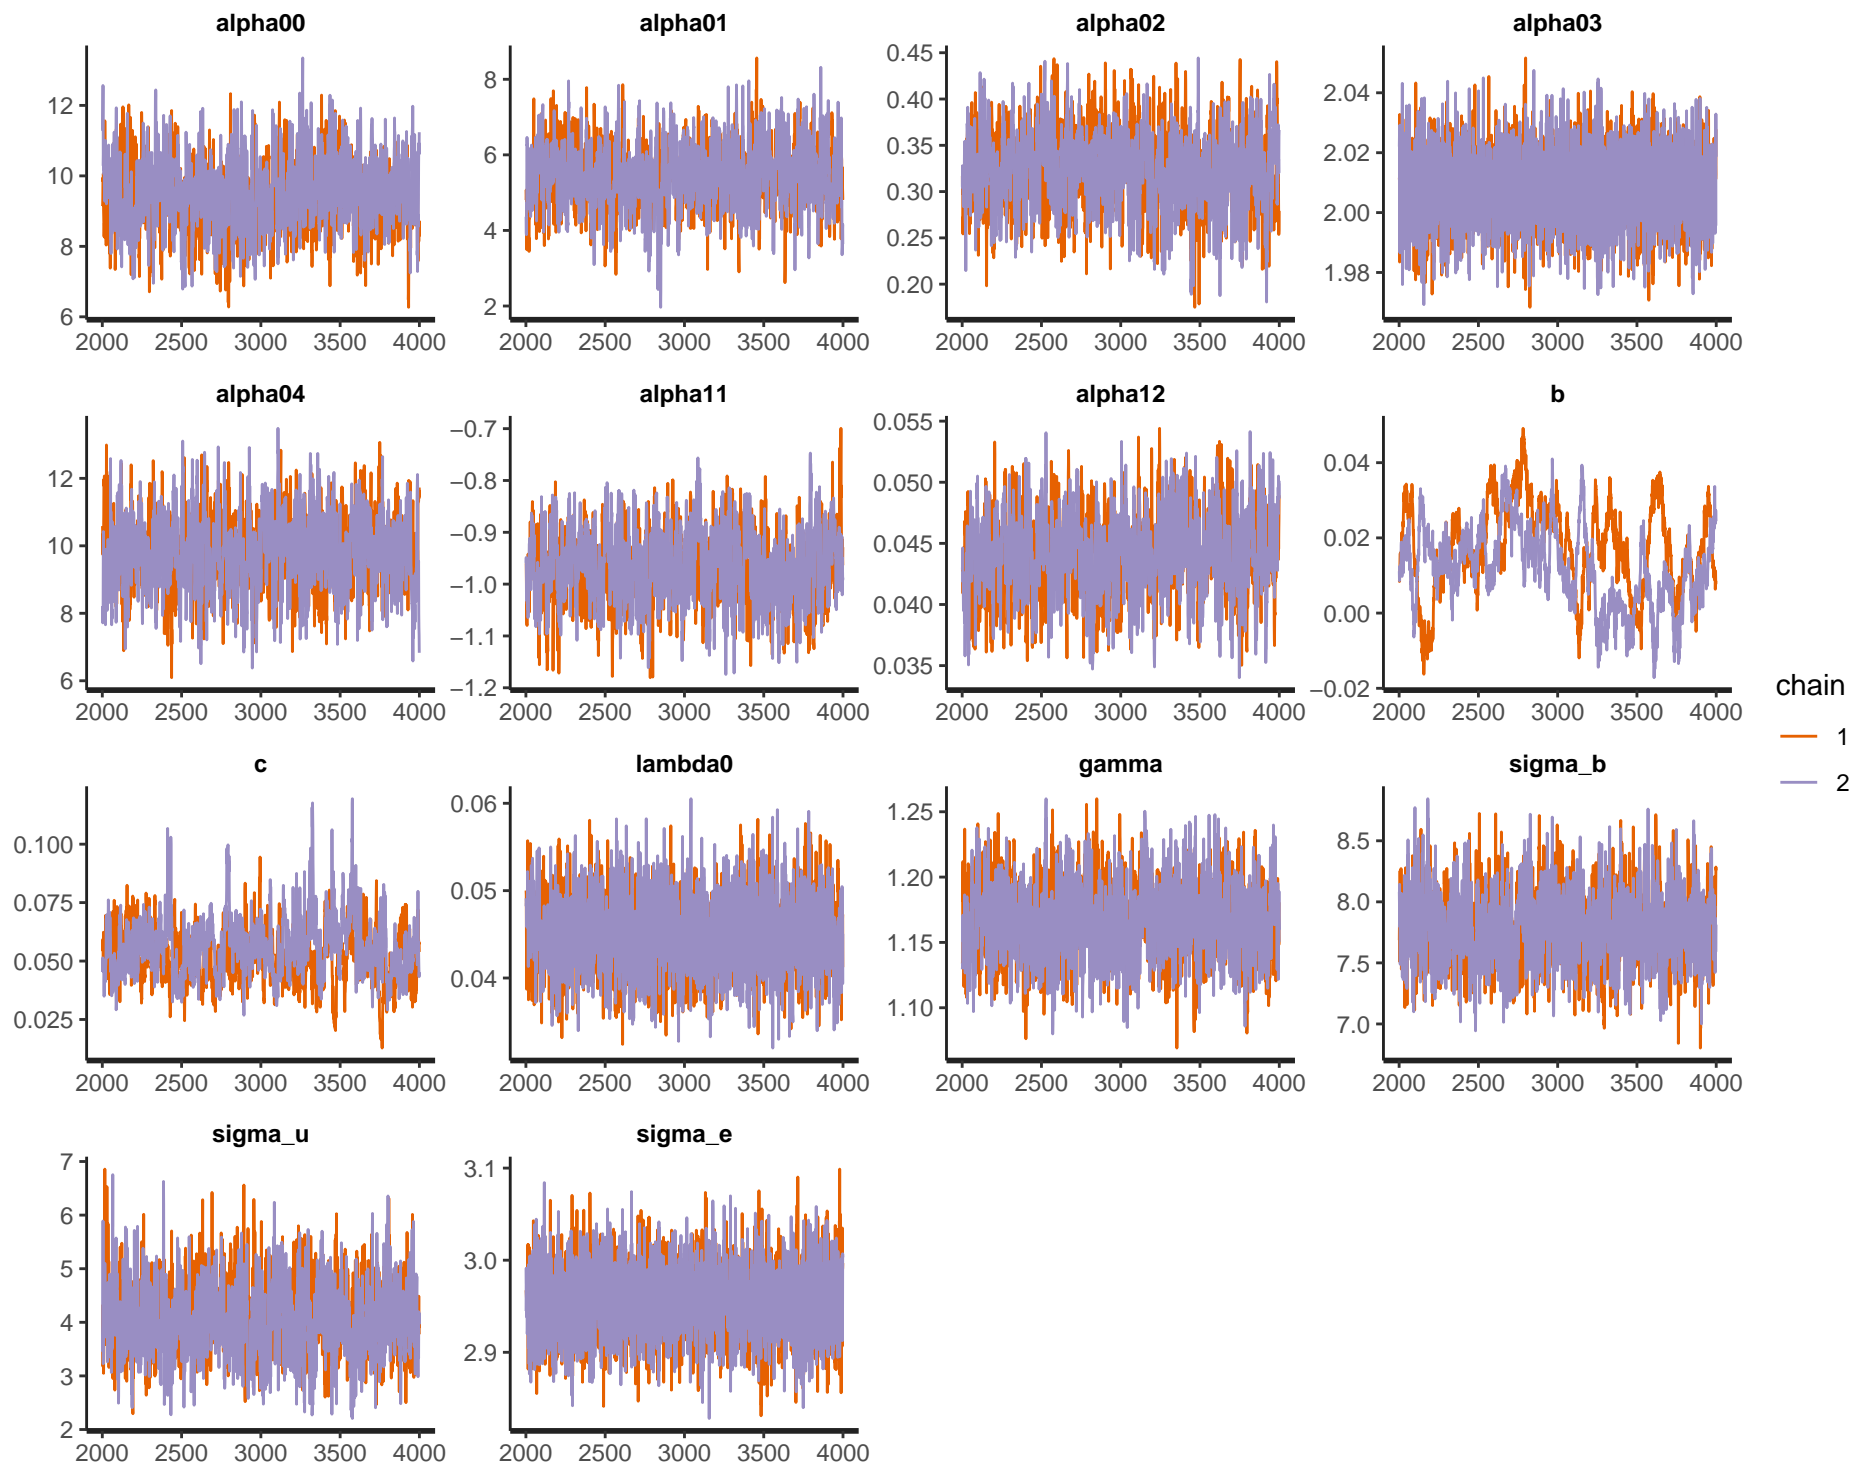 alpha00
alpha01
alpha02
alpha03
12
10
8
6
8
6
4
2
0.45
0.40
0.35
0.30
0.25
0.20
2.04
2.02
2.00
1.98
2000 2500 3000 3500 4000
2000 2500 3000 3500 4000
2000 2500 3000 3500 4000
2000 2500 3000 3500 4000
alpha04
alpha11
alpha12
b
12
10
8
6
−0.7
−0.8
−0.9
−1.0
−1.1
−1.2
0.055
0.050
0.045
0.040
0.035
0.04
0.02
0.00
−0.02
2000 2500 3000 3500 4000
2000 2500 3000 3500 4000
2000 2500 3000 3500 4000
2000 2500 3000 3500 4000
chain
1
2
c
lambda0
gamma
sigma_b
0.100
0.075
0.050
0.025
0.06
0.05
0.04
1.25
1.20
1.15
1.10
8.5
8.0
7.5
7.0
2000 2500 3000 3500 4000
2000 2500 3000 3500 4000
2000 2500 3000 3500 4000
2000 2500 3000 3500 4000
sigma_u
sigma_e
7
6
5
4
3
2
3.1
3.0
2.9
2000 2500 3000 3500 4000
2000 2500 3000 3500 4000